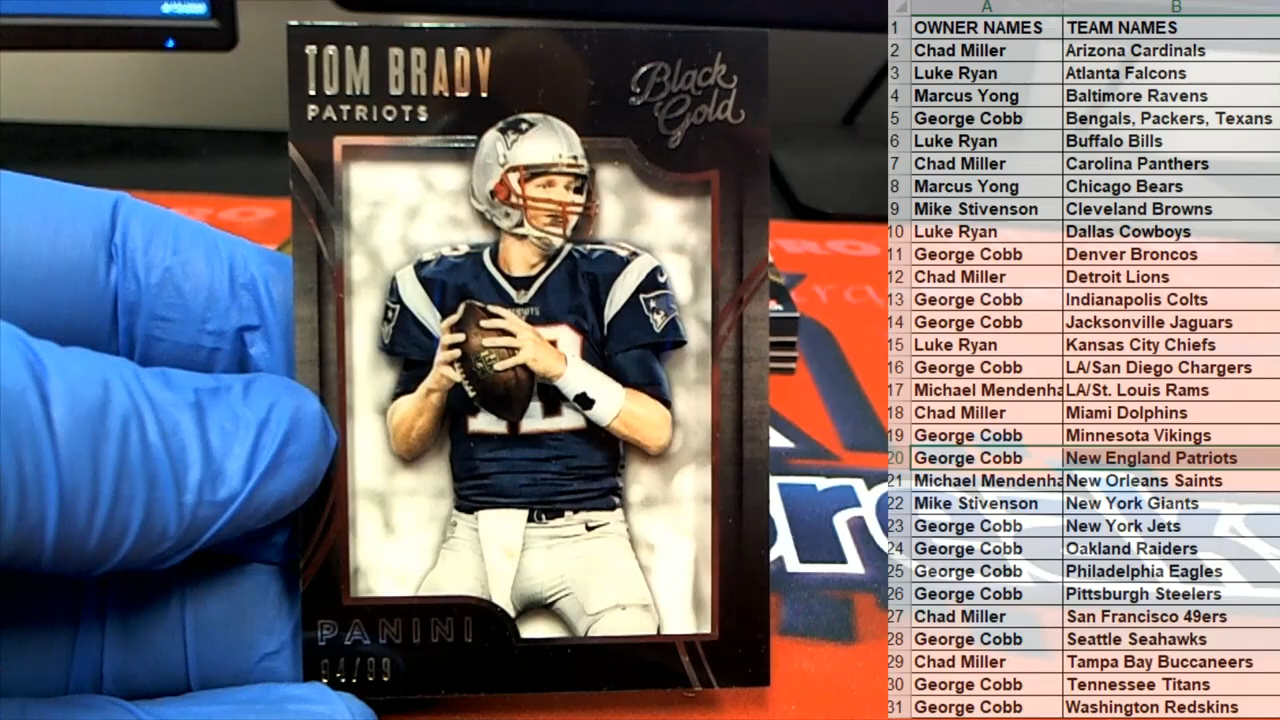 TOM BRADY
PATRIOTS
Black
Gold
PANINI
94/99
A B
1 OWNER NAMES TEAM NAMES
2 Chad Miller Arizona Cardinals
3 Luke Ryan Atlanta Falcons
4 Marcus Yong Baltimore Ravens
5 George Cobb Bengals, Packers, Texans
6 Luke Ryan Buffalo Bills
7 Chad Miller Carolina Panthers
8 Marcus Yong Chicago Bears
9 Mike Stivenson Cleveland Browns
10 Luke Ryan Dallas Cowboys
11 George Cobb Denver Broncos
12 Chad Miller Detroit Lions
13 George Cobb Indianapolis Colts
14 George Cobb Jacksonville Jaguars
15 Luke Ryan Kansas City Chiefs
16 George Cobb LA/San Diego Chargers
17 Michael Mendenha LA/St. Louis Rams
18 Chad Miller Miami Dolphins
19 George Cobb Minnesota Vikings
20 George Cobb New England Patriots
21 Michael Mendenha New Orleans Saints
22 Mike Stivenson New York Giants
23 George Cobb New York Jets
24 George Cobb Oakland Raiders
25 George Cobb Philadelphia Eagles
26 George Cobb Pittsburgh Steelers
27 Chad Miller San Francisco 49ers
28 George Cobb Seattle Seahawks
29 Chad Miller Tampa Bay Buccaneers
30 George Cobb Tennessee Titans
31 George Cobb Washington Redskins